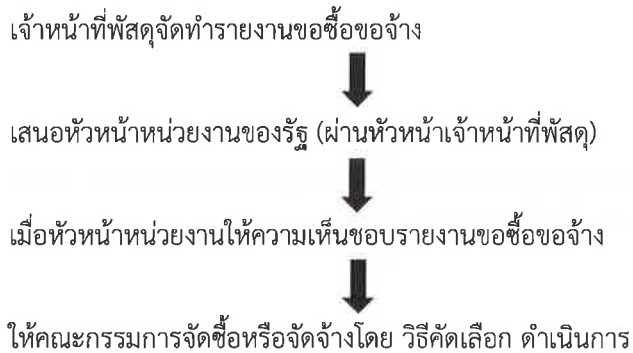 เจ้าหน้าที่พัสดุจัดทำรายงานขอซื้อขอจ้าง
เสนอหัวหน้าหน่วยงานของรัฐ (ผ่านหัวหน้าเจ้าหน้าที่พัสดุ)
เมื่อหัวหน้าหน่วยงานให้ความเห็นชอบรายงานขอซื้อขอจ้าง
ให้คณะกรรมการจัดซื้อหรือจัดจ้างโดย วิธีคัดเลือก ดำเนินการ